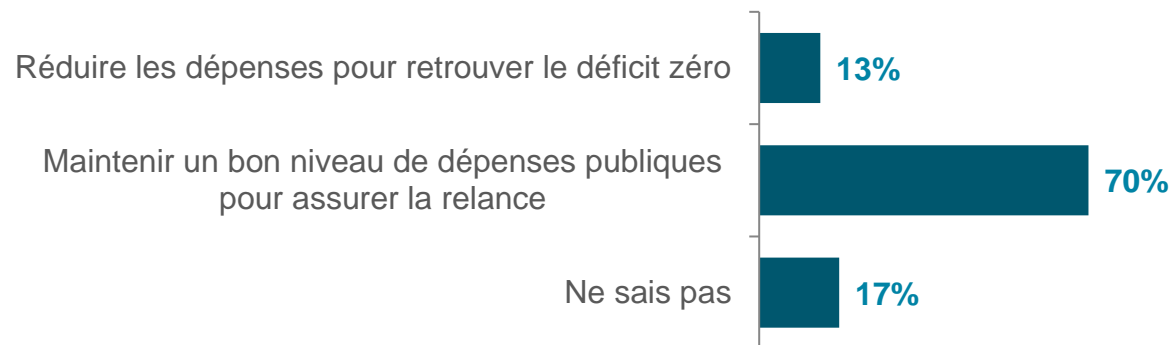 Réduire les dépenses pour retrouver le déficit zéro 13%
Maintenir un bon niveau de dépenses publiques
pour assurer la relance 70%
Ne sais pas 17%